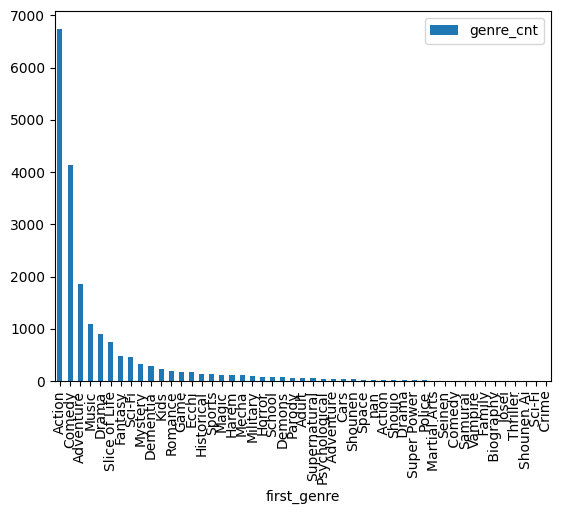 genre_cnt
7000
6000
5000
4000
3000
2000
1000
0
Action
Comedy
Adventure
Music
Drama
Slice of Life
Fantasy
Sci-Fi
Mystery
Dementia
Kids
Romance
Game
Ecchi
Historical
Sports
Magic
Harem
Mecha
Military
Horror
School
Demons
Parody
Adult
Supernatural
Psychological
Adventure
Cars
Shounen
Space
nan
Action
Shoujo
Drama
Super Power
Police
Martial Arts
Seinen
Comedy
Samurai
Vampire
Family
Biography
Josei
Thriller
Shounen Ai
Sci-Fi
Crime
first_genre